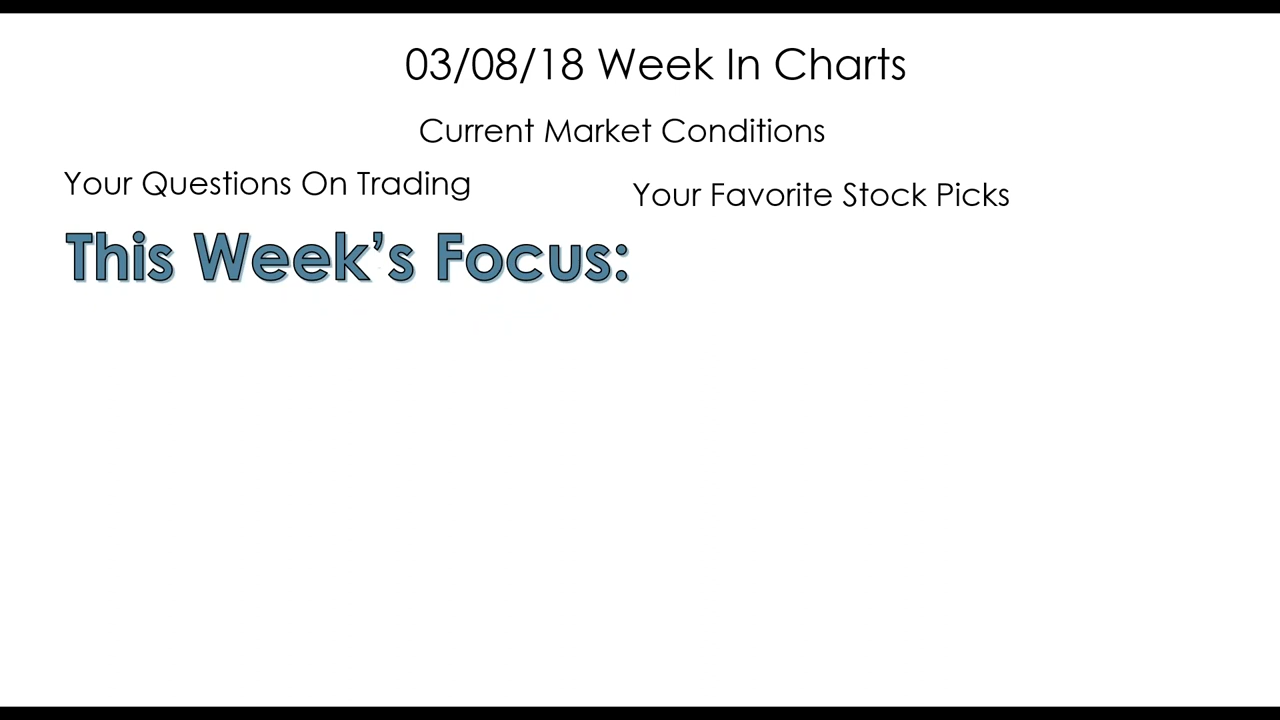 03/08/18 Week In Charts
Current Market Conditions
Your Questions On Trading
Your Favorite Stock Picks
This Week’s Focus: